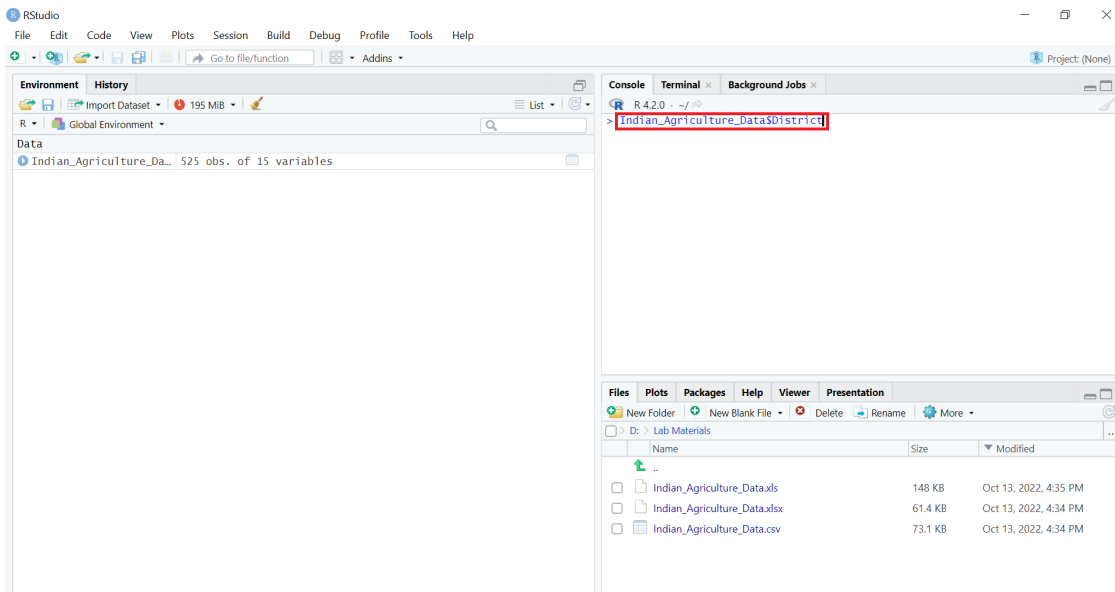 RStudio
File Edit Code View Plots Session Build Debug Profile Tools Help
Go to file/function Addins Project: (None)
Environment History
Import Dataset 195 MiB List
R Global Environment
Data
Indian_Agriculture_Da… 525 obs. of 15 variables
Console Terminal Background Jobs
R 4.2.0 · ~/
> Indian_Agriculture_Data$District
Files Plots Packages Help Viewer Presentation
New Folder New Blank File Delete Rename More
D: > Lab Materials
Name Size Modified
..
Indian_Agriculture_Data.xls 148 KB Oct 13, 2022, 4:35 PM
Indian_Agriculture_Data.xlsx 61.4 KB Oct 13, 2022, 4:34 PM
Indian_Agriculture_Data.csv 73.1 KB Oct 13, 2022, 4:34 PM